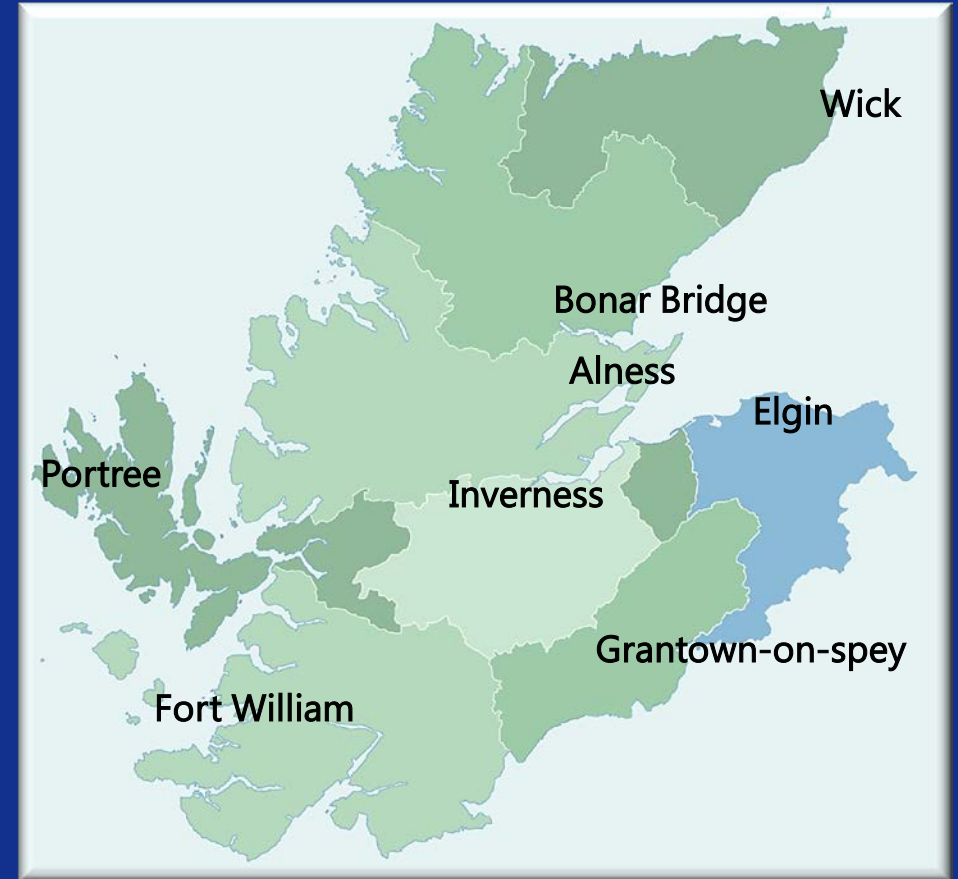 Wick
Bonar Bridge
Alness
Elgin
Portree
Inverness
Grantown-on-spey
Fort William